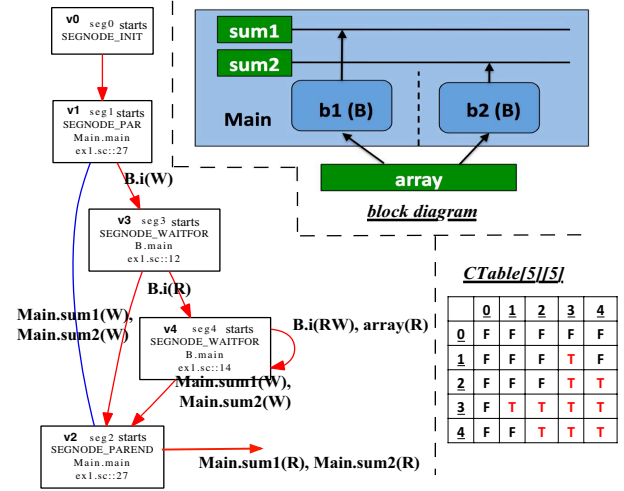 v0 seg0 starts
SEGNODE_INIT
v1 seg1 starts
SEGNODE_PAR
Main.main
ex1.sc::27
B.i(W)
v3 seg3 starts
SEGNODE_WAITFOR
B.main
ex1.sc::12
B.i(R)
Main.sum1(W),
Main.sum2(W)
v4 seg4 starts
SEGNODE_WAITFOR
B.main
ex1.sc::14
B.i(RW), array(R)
Main.sum1(W),
Main.sum2(W)
v2 seg2 starts
SEGNODE_PAREND
Main.main
ex1.sc::27
Main.sum1(R), Main.sum2(R)
sum1
sum2
Main
b1 (B)
b2 (B)
array
block diagram
CTable[5][5]
0 1 2 3 4
0 F F F F F
1 F F F T F
2 F F F T T
3 F T T T T
4 F F T T T